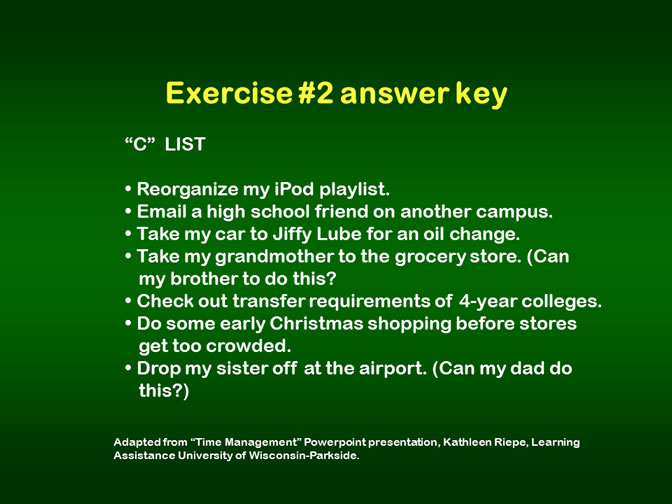 Exercise #2 answer key
“C” LIST
• Reorganize my iPod playlist.
• Email a high school friend on another campus.
• Take my car to Jiffy Lube for an oil change.
• Take my grandmother to the grocery store. (Can
my brother to do this?
• Check out transfer requirements of 4-year colleges.
• Do some early Christmas shopping before stores
get too crowded.
• Drop my sister off at the airport. (Can my dad do
this?)
Adapted from “Time Management” Powerpoint presentation, Kathleen Riepe, Learning
Assistance University of Wisconsin-Parkside.